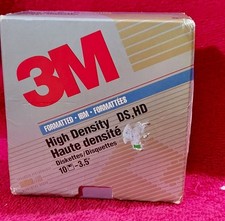 3M
FORMATTED · IBM · FORMATTEES
High Density DS,HD
Haute densité
Diskettes/Disquettes
10 -3,5"